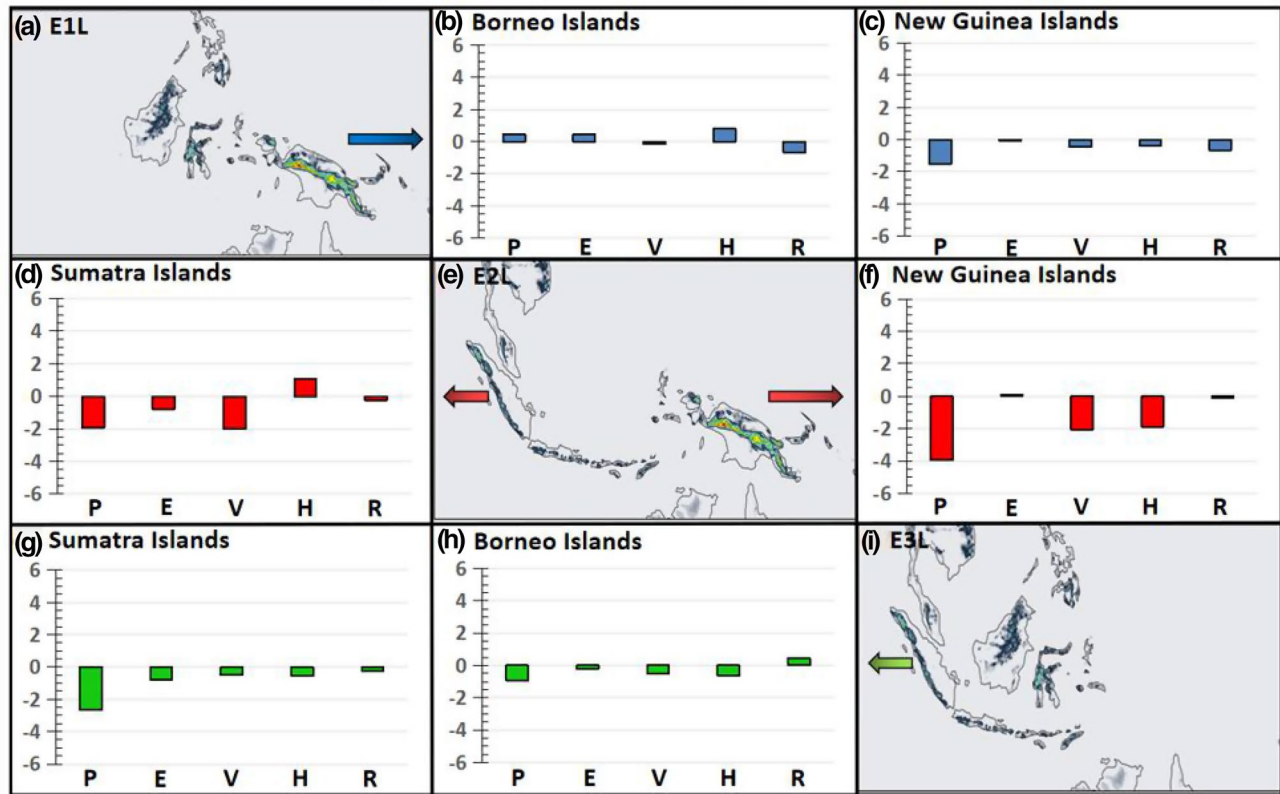 (a) E1L
(b) Borneo Islands
6
4
2
0
-2
-4
-6
P E V H R
(c) New Guinea Islands
6
4
2
0
-2
-4
-6
P E V H R
(d) Sumatra Islands
6
4
2
0
-2
-4
-6
P E V H R
(e) E2L
(f) New Guinea Islands
6
4
2
0
-2
-4
-6
P E V H R
(g) Sumatra Islands
6
4
2
0
-2
-4
-6
P E V H R
(h) Borneo Islands
6
4
2
0
-2
-4
-6
P E V H R
(i) E3L